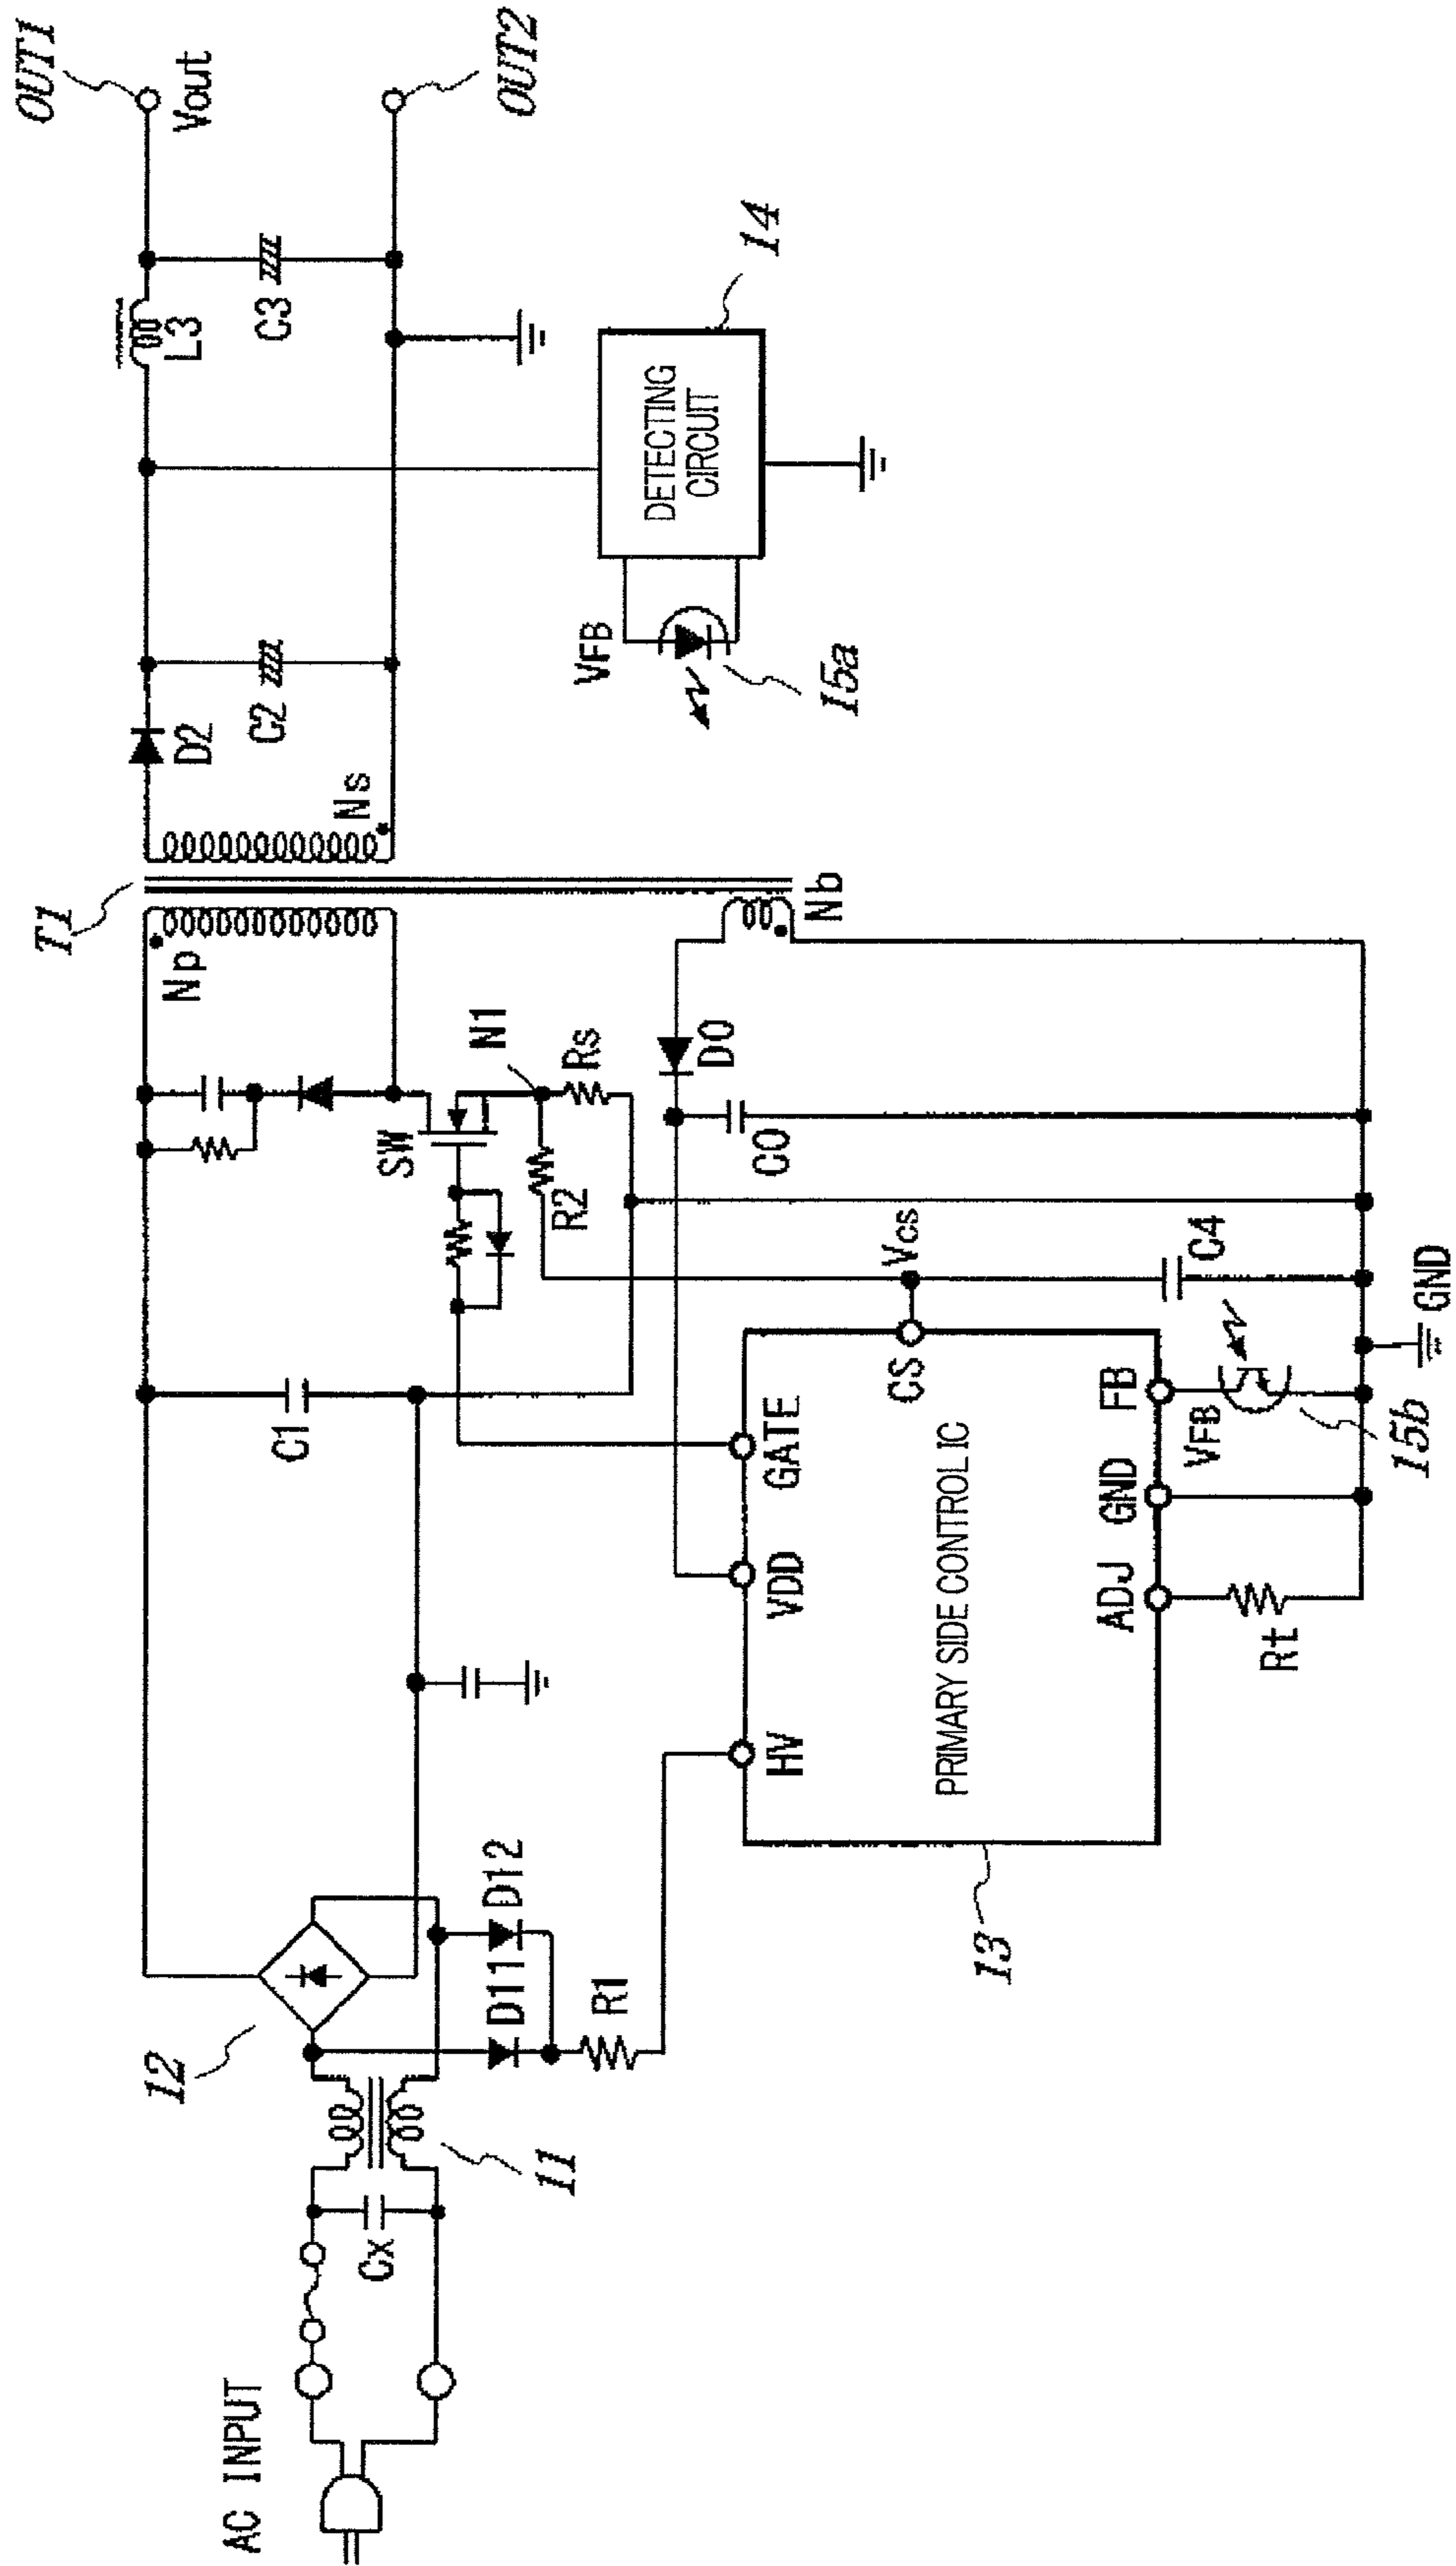 AC INPUT
Cx
11
12
D11
D12
R1
C1
T1
Np
Ns
D2
C2
L3
C3
OUT1
Vout
OUT2
SW
N1
Rs
R2
D0
C0
Nb
VFB
15a
DETECTING
CIRCUIT
14
HV
VDD
GATE
CS
Vcs
PRIMARY SIDE CONTROLIC
13
ADJ
GND
FB
Rt
VFB
15b
C4
GND